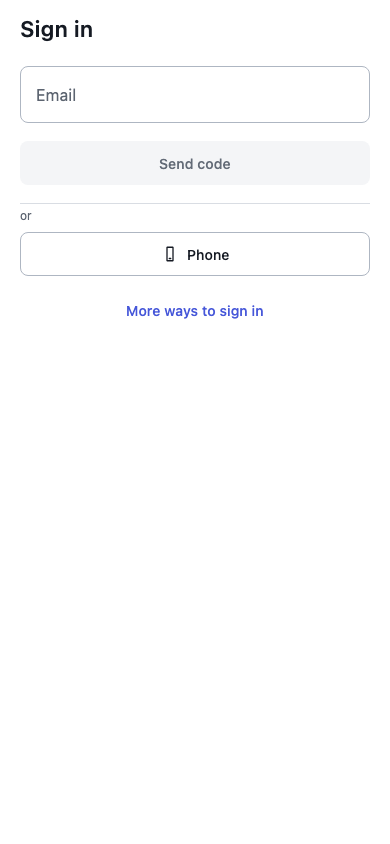 Sign in
Email
Send code
or
Phone
More ways to sign in